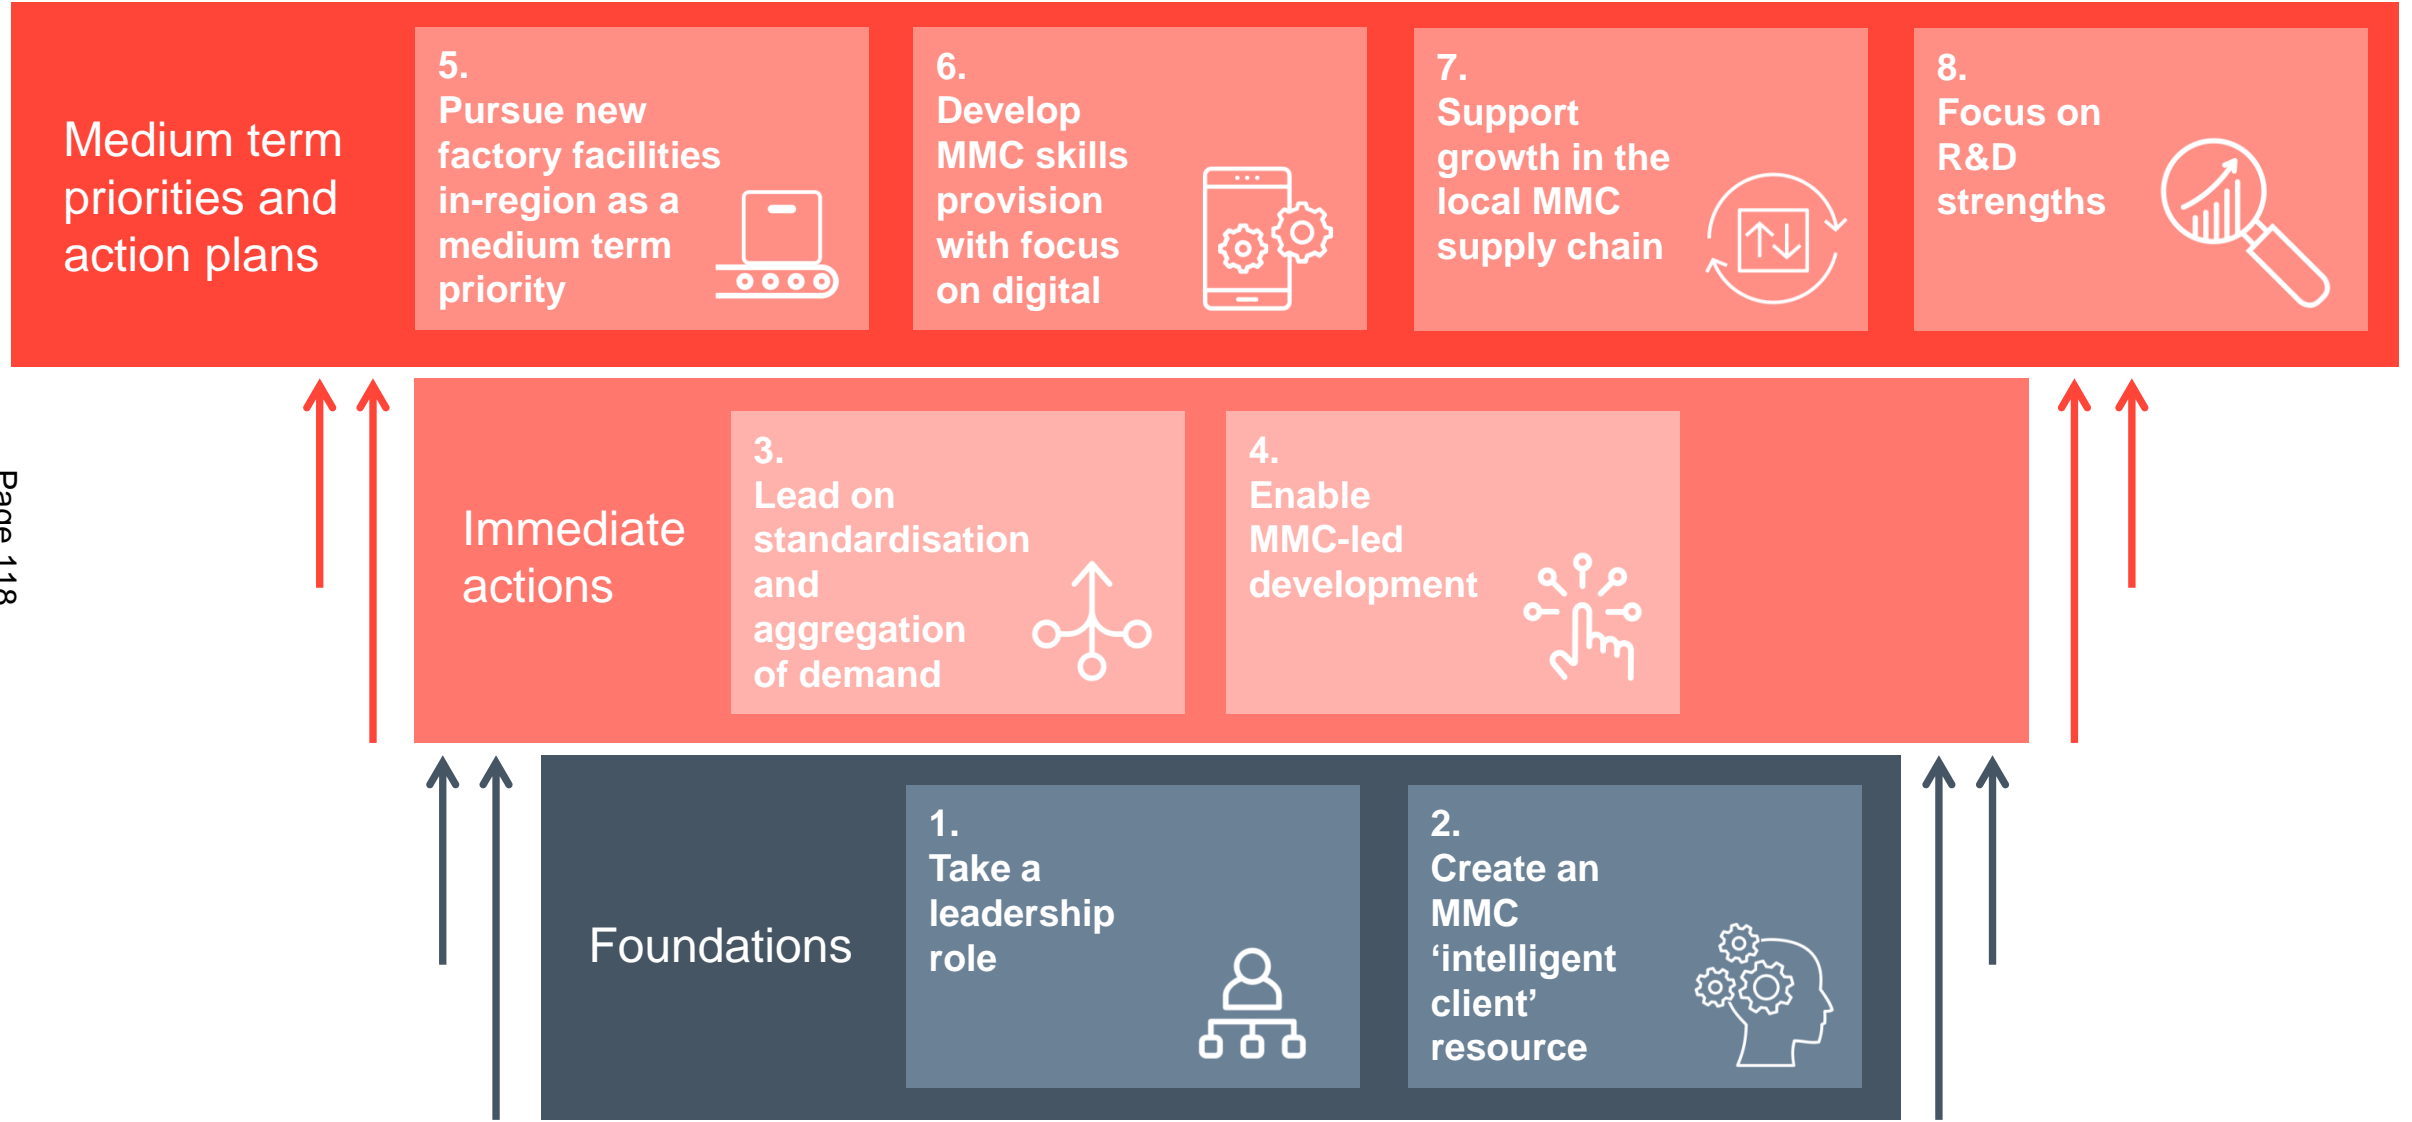 Medium term
priorities and
action plans
5.
Pursue new
factory facilities
in-region as a
medium term
priority
6.
Develop
MMC skills
provision
with focus
on digital
7.
Support
growth in the
local MMC
supply chain
8.
Focus on
R&D
strengths
Immediate
actions
3.
Lead on
standardisation
and
aggregation
of demand
4.
Enable
MMC-led
development
Foundations
1.
Take a
leadership
role
2.
Create an
MMC
‘intelligent
client’
resource
Page 118